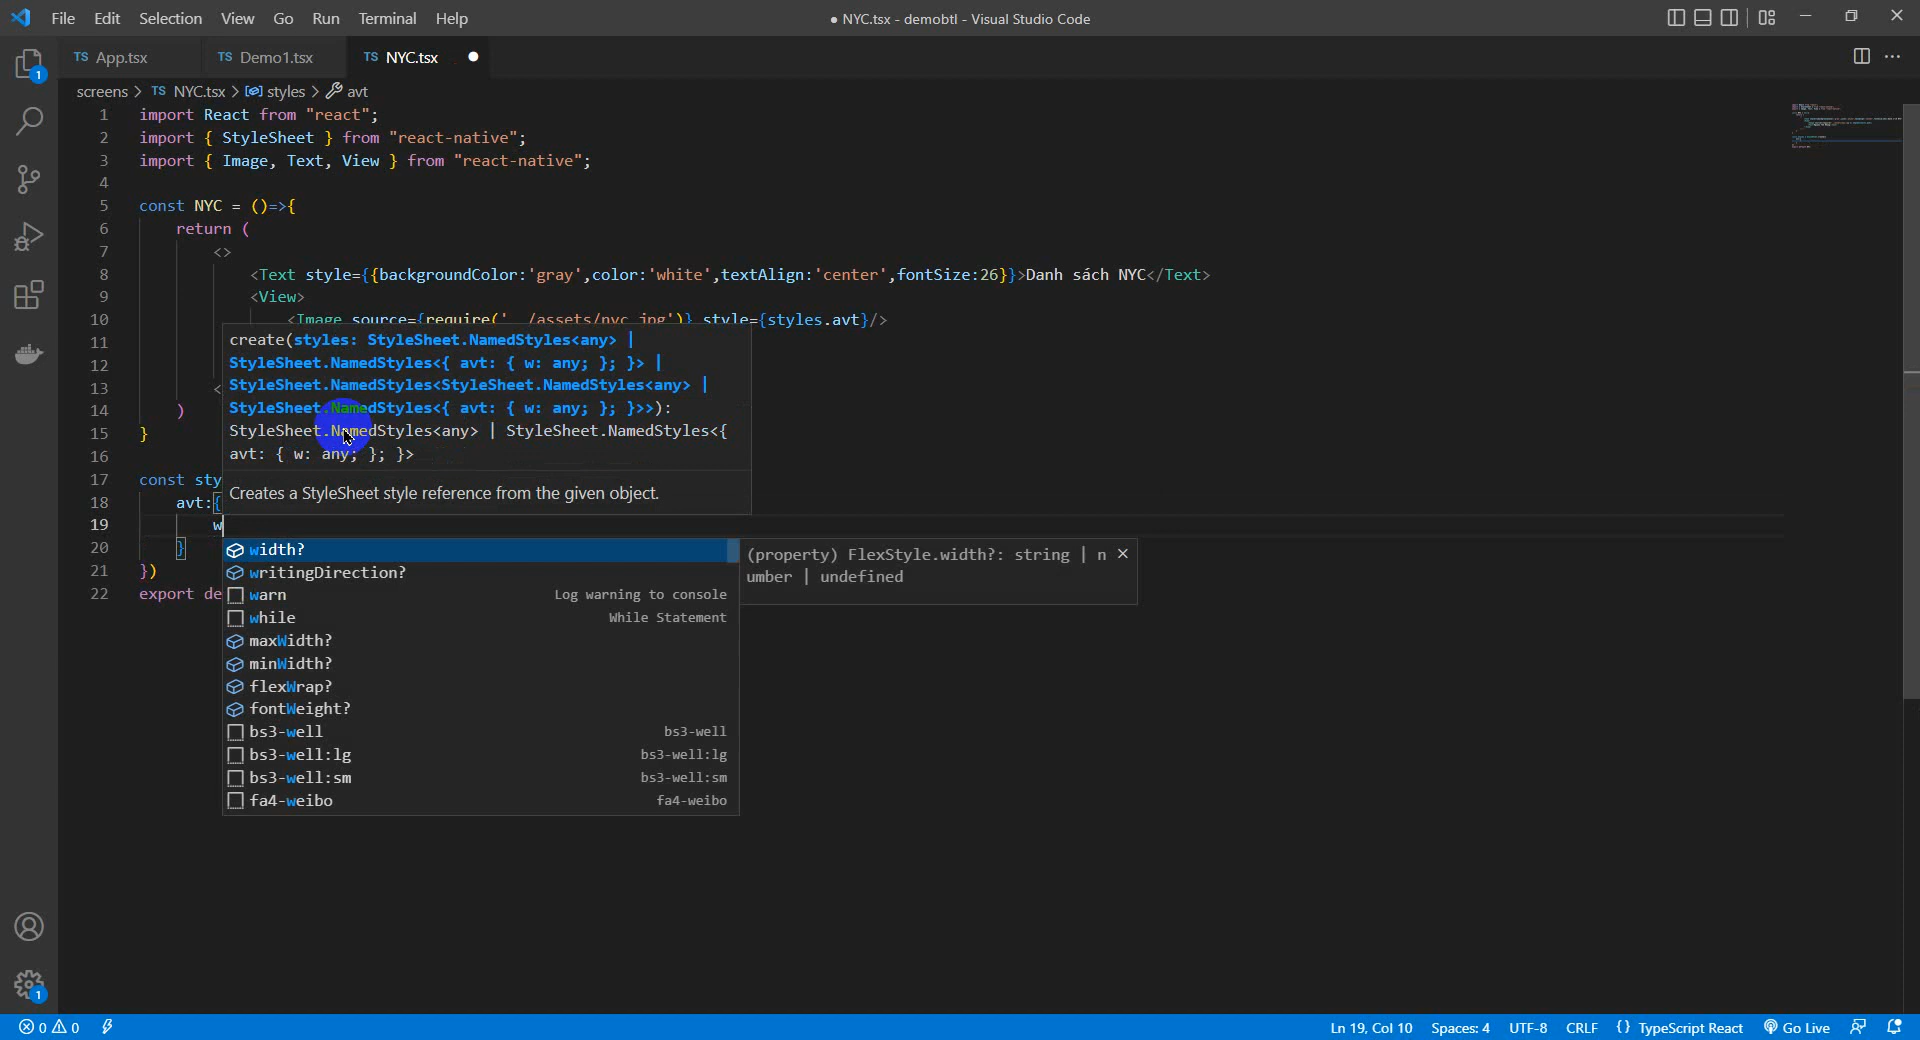 File Edit Selection View Go Run Terminal Help
● NYC.tsx - demobtl - Visual Studio Code
TS App.tsx
TS Demo1.tsx
TS NYC.tsx
screens > TS NYC.tsx > styles > avt
1 import React from "react";
2 import { StyleSheet } from "react-native";
3 import { Image, Text, View } from "react-native";
4
5 const NYC = ()=>{
6 return (
7 <>
8 <Text style={{backgroundColor:'gray',color:'white',textAlign:'center',fontSize:26}}>Danh sách NYC</Text>
9 <View>
10 <Image source={require('../assets/nyc.jpg')} style={styles.avt}/>
11
12
13 <
14 )
15 }
16
17 const sty
18 avt:{
19 w
20 }
21 })
22 export de
create(styles: StyleSheet.NamedStyles<any> |
StyleSheet.NamedStyles<{ avt: { w: any; }; }> |
StyleSheet.NamedStyles<StyleSheet.NamedStyles<any> |
StyleSheet.NamedStyles<{ avt: { w: any; }; }>>):
StyleSheet.NamedStyles<any> | StyleSheet.NamedStyles<{
avt: { w: any; }; }>
Creates a StyleSheet style reference from the given object.
width?
writingDirection?
warn Log warning to console
while While Statement
maxWidth?
minWidth?
flexWrap?
fontWeight?
bs3-well bs3-well
bs3-well:lg bs3-well:lg
bs3-well:sm bs3-well:sm
fa4-weibo fa4-weibo
(property) FlexStyle.width?: string | n
umber | undefined
1
1
0 0
Ln 19, Col 10 Spaces: 4 UTF-8 CRLF {} TypeScript React Go Live